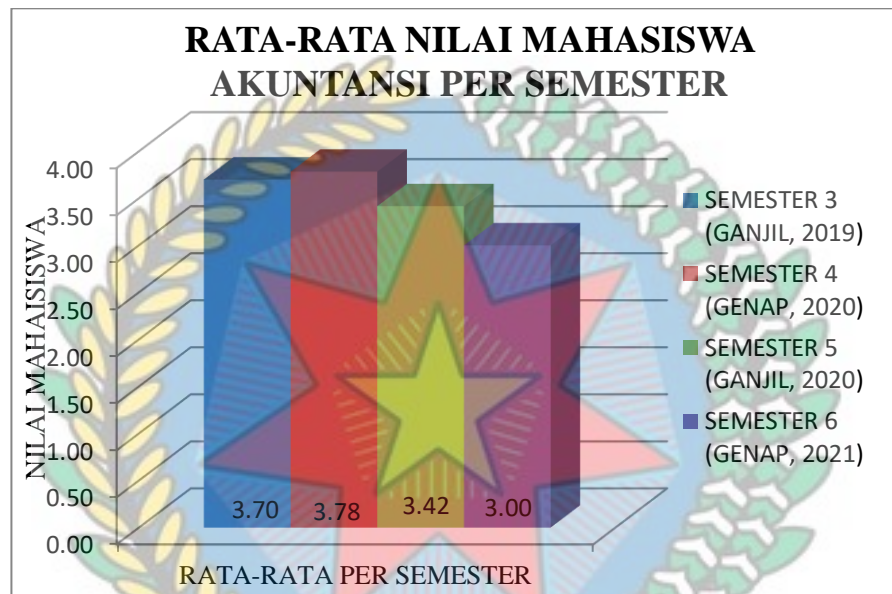 RATA-RATA NILAI MAHASISWA
AKUNTANSI PER SEMESTER
NILAI MAHAISISWA
4.00
3.50
3.00
2.50
2.00
1.50
1.00
0.50
0.00
3.70
3.78
3.42
3.00
RATA-RATA PER SEMESTER
SEMESTER 3
(GANJIL, 2019)
SEMESTER 4
(GENAP, 2020)
SEMESTER 5
(GANJIL, 2020)
SEMESTER 6
(GENAP, 2021)